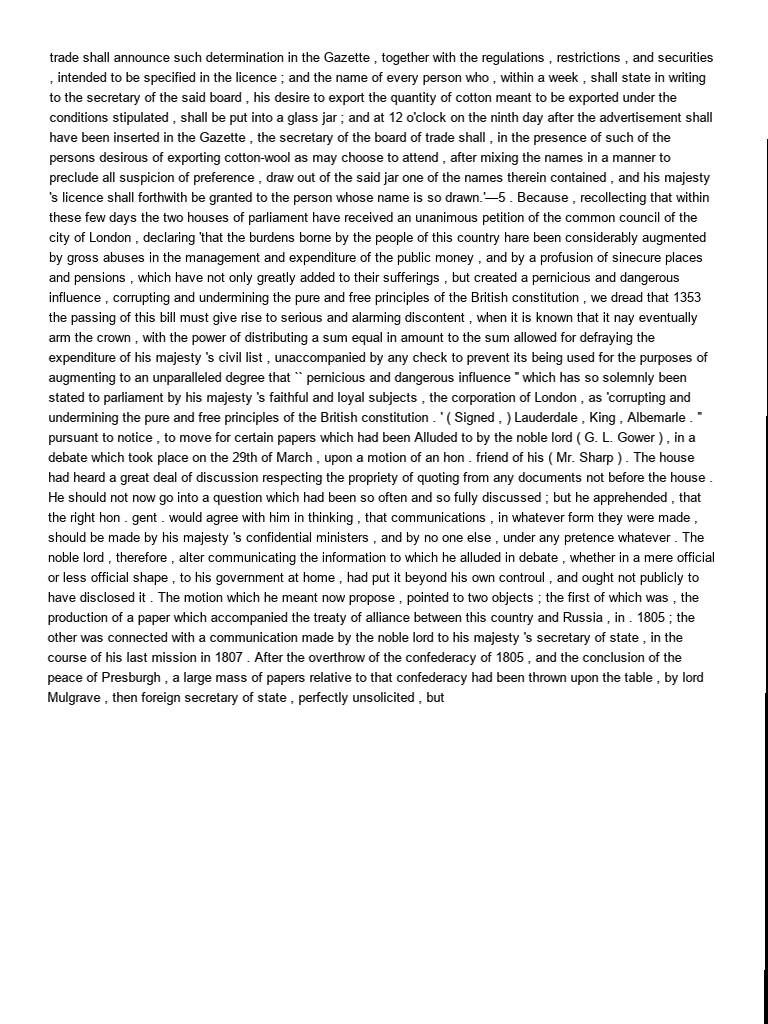 trade shall announce such determination in the Gazette , together with the regulations , restrictions , and securities
, intended to be specified in the licence ; and the name of every person who , within a week , shall state in writing
to the secretary of the said board , his desire to export the quantity of cotton meant to be exported under the
conditions stipulated , shall be put into a glass jar ; and at 12 o'clock on the ninth day after the advertisement shall
have been inserted in the Gazette , the secretary of the board of trade shall , in the presence of such of the
persons desirous of exporting cotton-wool as may choose to attend , after mixing the names in a manner to
preclude all suspicion of preference , draw out of the said jar one of the names therein contained , and his majesty
's licence shall forthwith be granted to the person whose name is so drawn.'—5 . Because , recollecting that within
these few days the two houses of parliament have received an unanimous petition of the common council of the
city of London , declaring 'that the burdens borne by the people of this country hare been considerably augmented
by gross abuses in the management and expenditure of the public money , and by a profusion of sinecure places
and pensions , which have not only greatly added to their sufferings , but created a pernicious and dangerous
influence , corrupting and undermining the pure and free principles of the British constitution , we dread that 1353
the passing of this bill must give rise to serious and alarming discontent , when it is known that it nay eventually
arm the crown , with the power of distributing a sum equal in amount to the sum allowed for defraying the
expenditure of his majesty 's civil list , unaccompanied by any check to prevent its being used for the purposes of
augmenting to an unparalleled degree that `` pernicious and dangerous influence '' which has so solemnly been
stated to parliament by his majesty 's faithful and loyal subjects , the corporation of London , as 'corrupting and
undermining the pure and free principles of the British constitution . ' ( Signed , ) Lauderdale , King , Albemarle . ''
pursuant to notice , to move for certain papers which had been Alluded to by the noble lord ( G. L. Gower ) , in a
debate which took place on the 29th of March , upon a motion of an hon . friend of his ( Mr. Sharp ) . The house
had heard a great deal of discussion respecting the propriety of quoting from any documents not before the house .
He should not now go into a question which had been so often and so fully discussed ; but he apprehended , that
the right hon . gent . would agree with him in thinking , that communications , in whatever form they were made ,
should be made by his majesty 's confidential ministers , and by no one else , under any pretence whatever . The
noble lord , therefore , alter communicating the information to which he alluded in debate , whether in a mere official
or less official shape , to his government at home , had put it beyond his own controul , and ought not publicly to
have disclosed it . The motion which he meant now propose , pointed to two objects ; the first of which was , the
production of a paper which accompanied the treaty of alliance between this country and Russia , in . 1805 ; the
other was connected with a communication made by the noble lord to his majesty 's secretary of state , in the
course of his last mission in 1807 . After the overthrow of the confederacy of 1805 , and the conclusion of the
peace of Presburgh , a large mass of papers relative to that confederacy had been thrown upon the table , by lord
Mulgrave , then foreign secretary of state , perfectly unsolicited , but